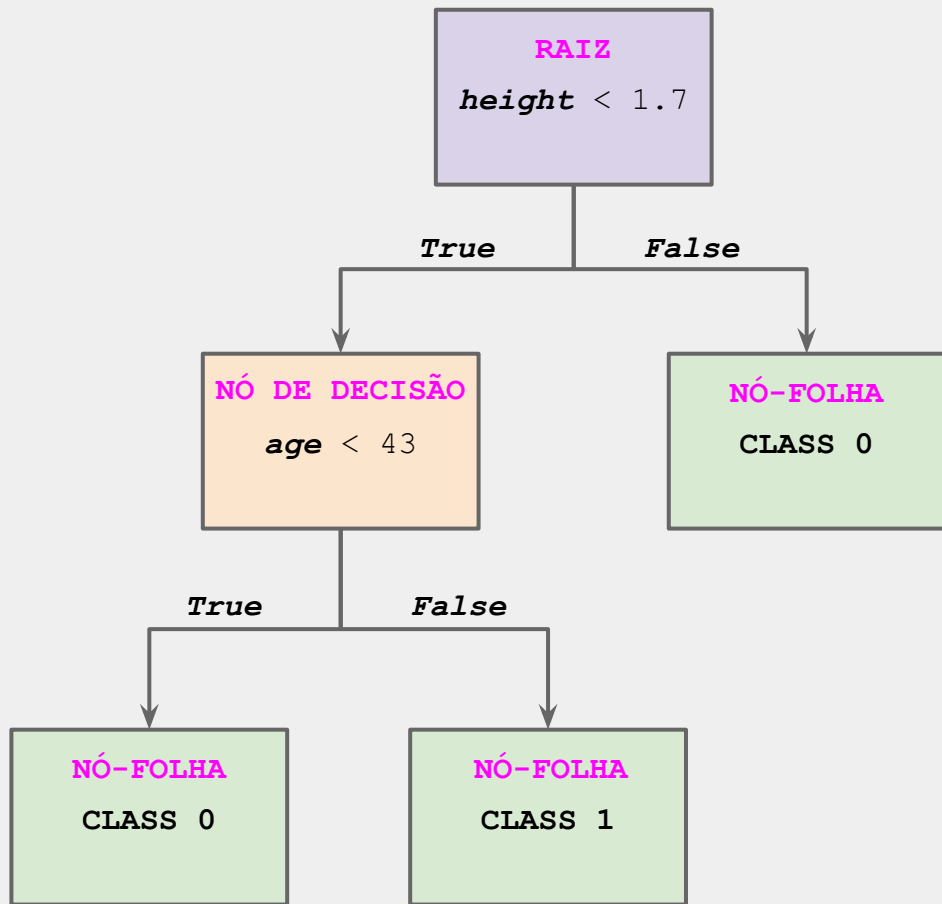 RAIZ
height < 1.7
True
False
NÓ DE DECISÃO
age < 43
NÓ-FOLHA
CLASS 0
True
False
NÓ-FOLHA
CLASS 0
NÓ-FOLHA
CLASS 1